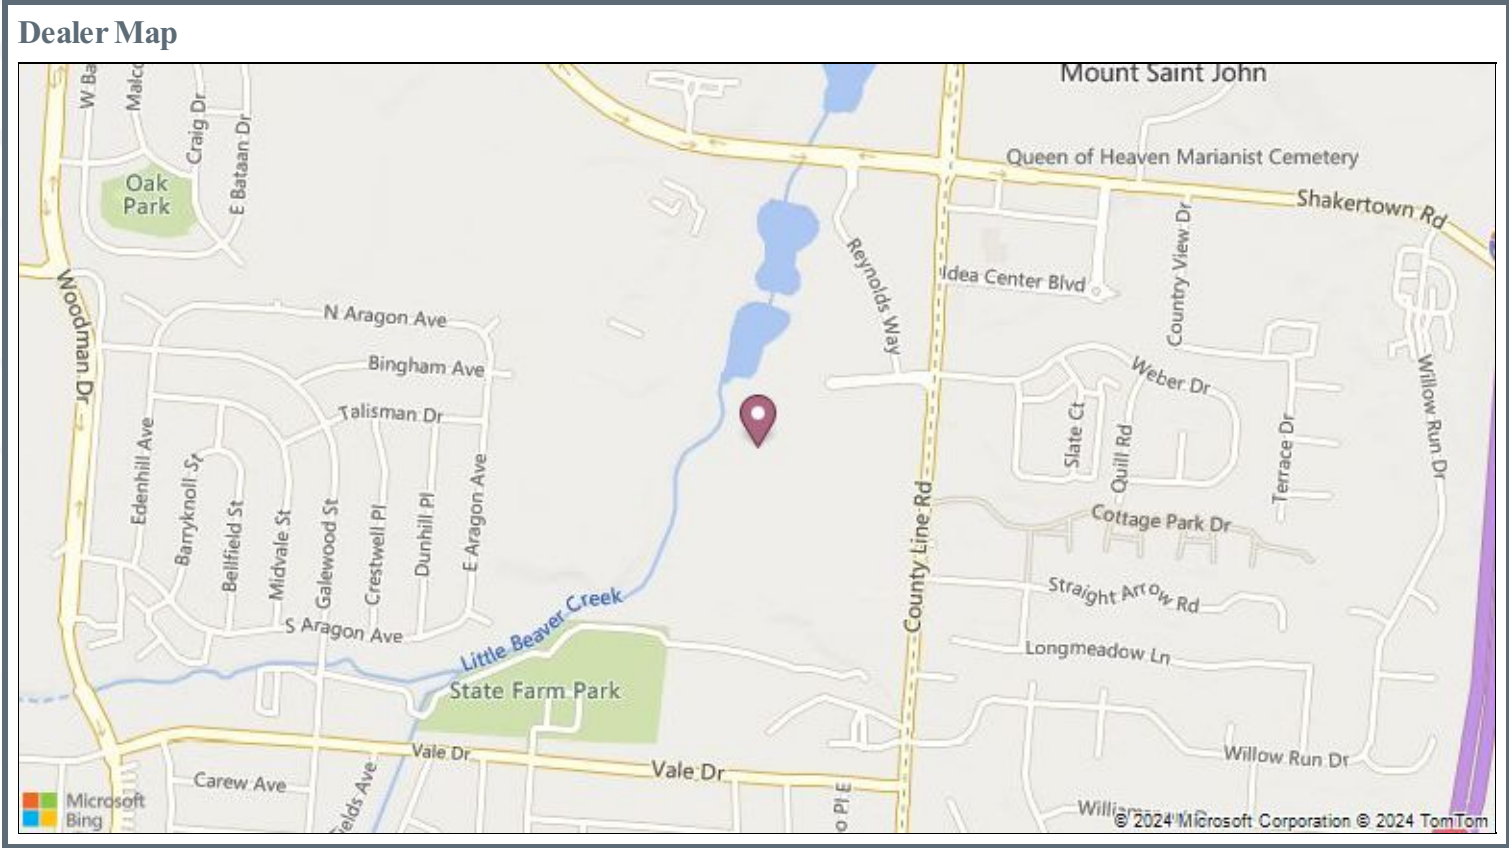 Dealer Map
Mount Saint John
W Ba
Malco
Craig Dr
E Bataan Dr
Oak
Park
Queen of Heaven Marianist Cemetery
Shakertown Rd
Country View Dr
Reynolds Way
Idea Center Blvd
Woodman Dr
N Aragon Ave
Bingham Ave
Talisman Dr
Weber Dr
Willow Run Dr
Slate Ct
Quill Rd
Terrace Dr
Edenhill Ave
Barryknoll St
Bellfield St
Midvale St
Galewood St
Crestwell Pl
Dunhill Pl
E Aragon Ave
County Line Rd
Cottage Park Dr
Straight Arrow Rd
S Aragon Ave
Little Beaver Creek
Longmeadow Ln
State Farm Park
Vale Dr
Vale Dr
Willow Run Dr
Carew Ave
ields Ave
o Pl E
Microsoft
Bing
© 2024 Microsoft Corporation © 2024 TomTom